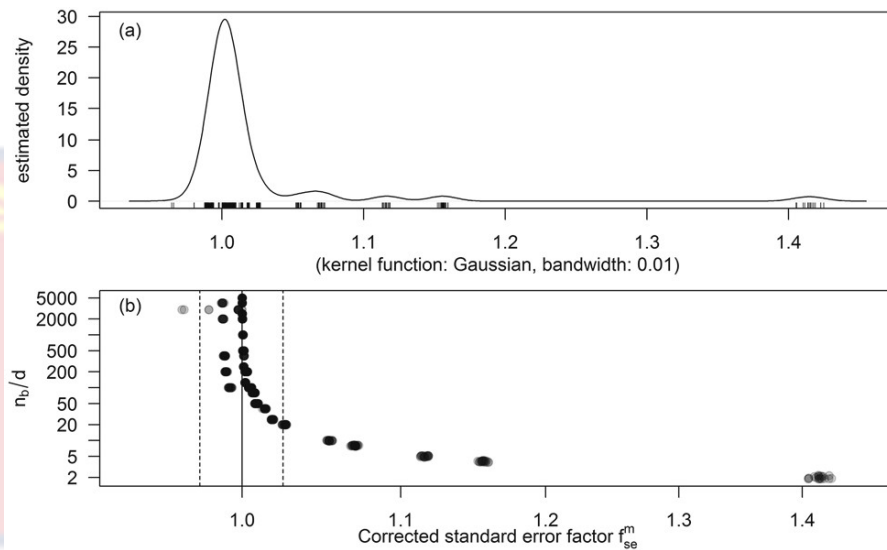 (a)
estimated density
30
25
20
15
10
5
0
1.0 1.1 1.2 1.3 1.4
(kernel function: Gaussian, bandwidth: 0.01)
(b)
n_b/d
5000
2000
500
200
50
20
5
2
1.0 1.1 1.2 1.3 1.4
Corrected standard error factor f_se^m